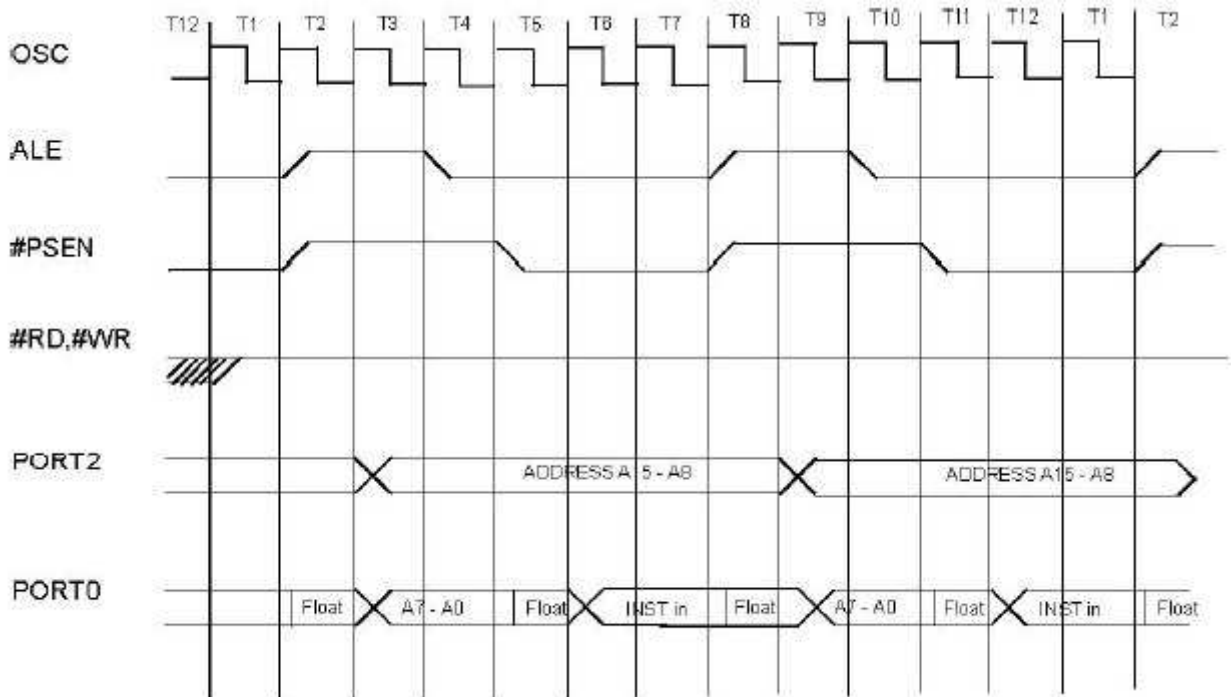 T12 T1 T2 T3 T4 T5 T6 T7 T8 T9 T10 T11 T12 T1 T2
OSC
ALE
#PSEN
#RD,#WR
PORT2 ADDRESS A15 - A8 ADDRESS A15 - A8
PORT0 Float A7 - A0 Float INST in Float A7 - A0 Float INST in Float